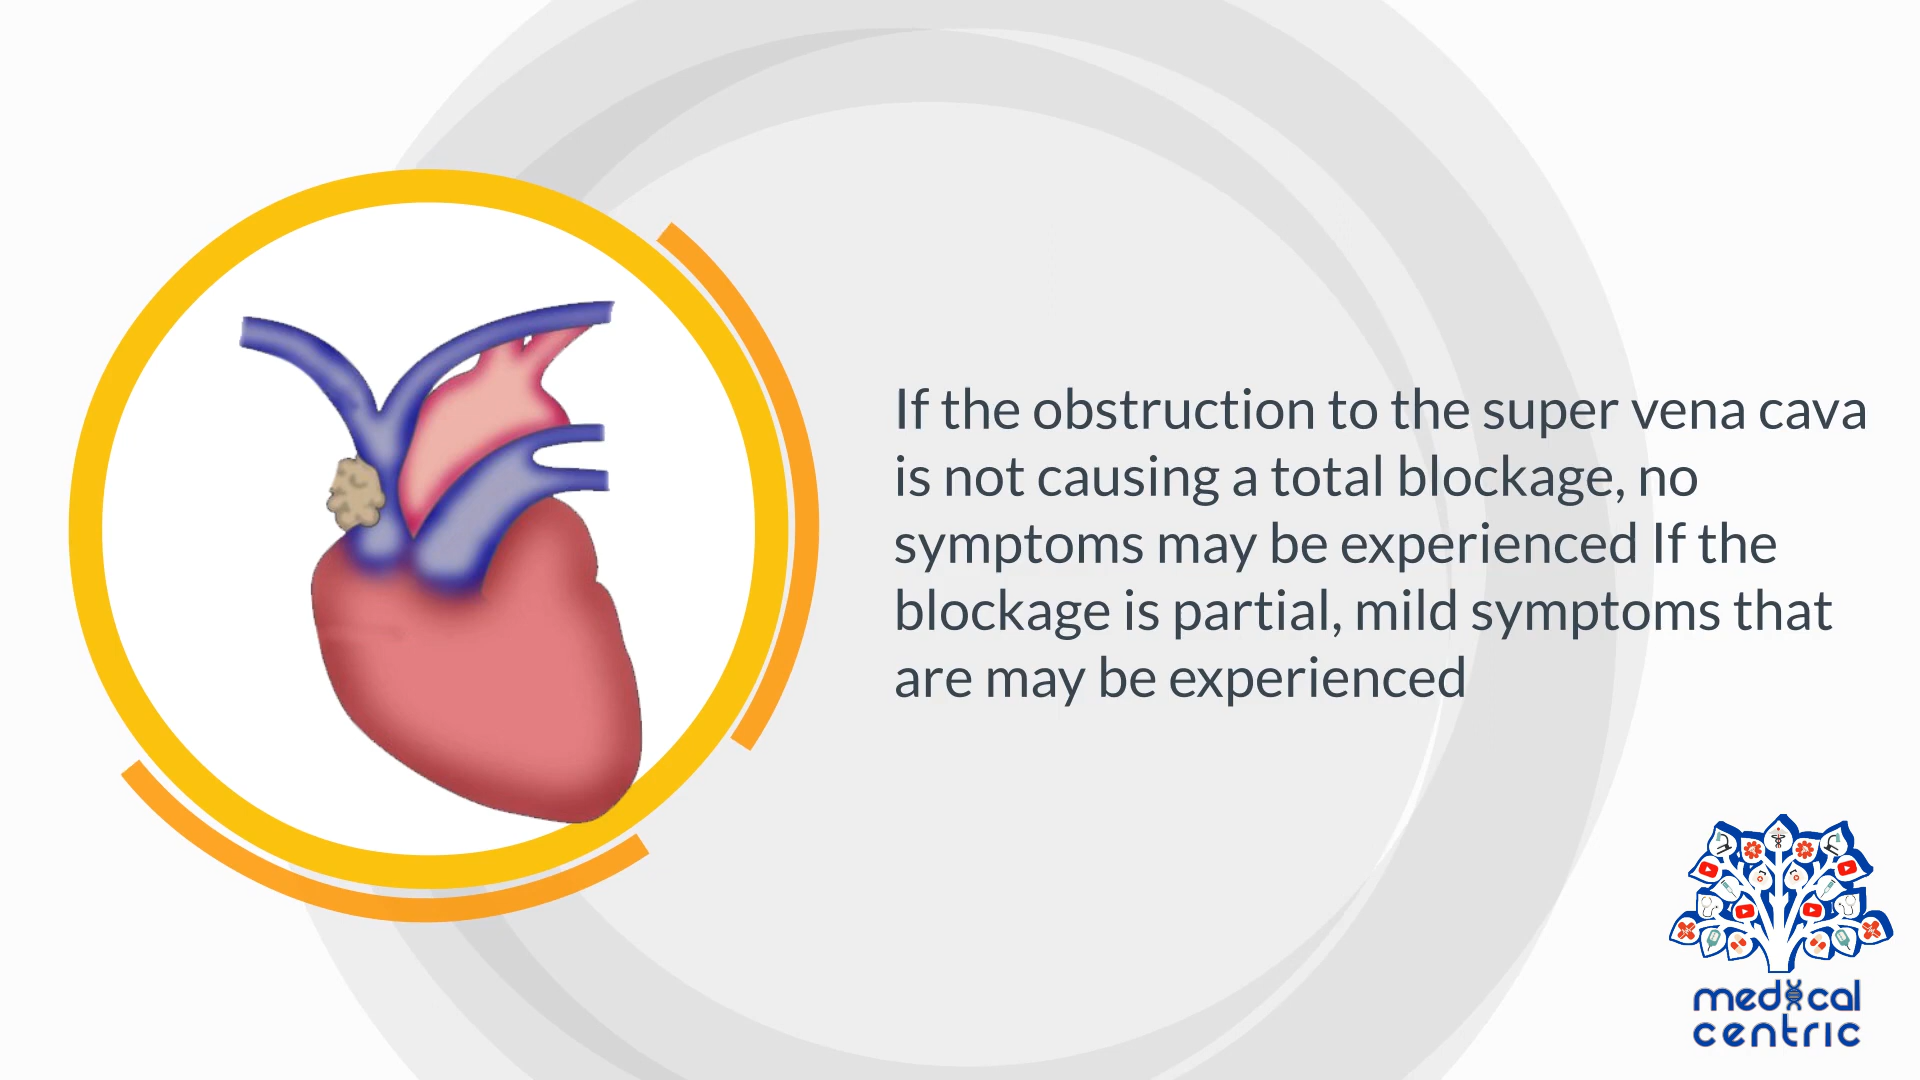 If the obstruction to the super vena cava
is not causing a total blockage, no
symptoms may be experienced If the
blockage is partial, mild symptoms that
are may be experienced
medical
centric